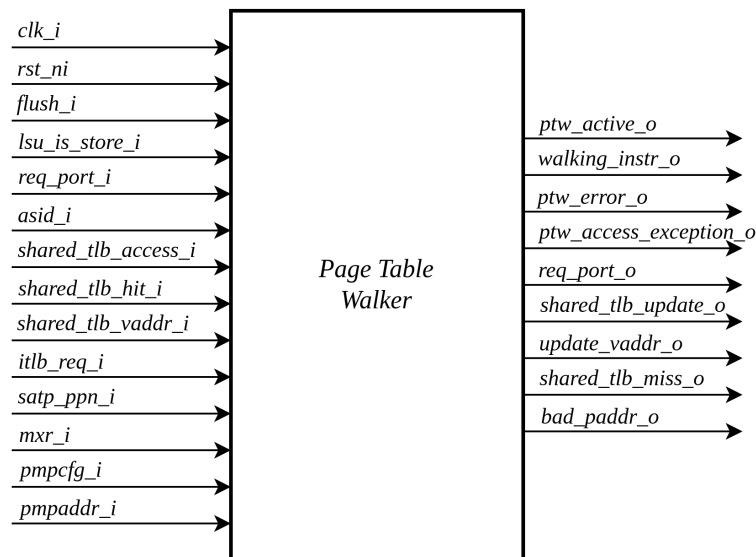 clk_i
rst_ni
flush_i
lsu_is_store_i
req_port_i
asid_i
shared_tlb_access_i
shared_tlb_hit_i
shared_tlb_vaddr_i
itlb_req_i
satp_ppn_i
mxr_i
pmpcfg_i
pmpaddr_i
Page Table
Walker
ptw_active_o
walking_instr_o
ptw_error_o
ptw_access_exception_o
req_port_o
shared_tlb_update_o
update_vaddr_o
shared_tlb_miss_o
bad_paddr_o